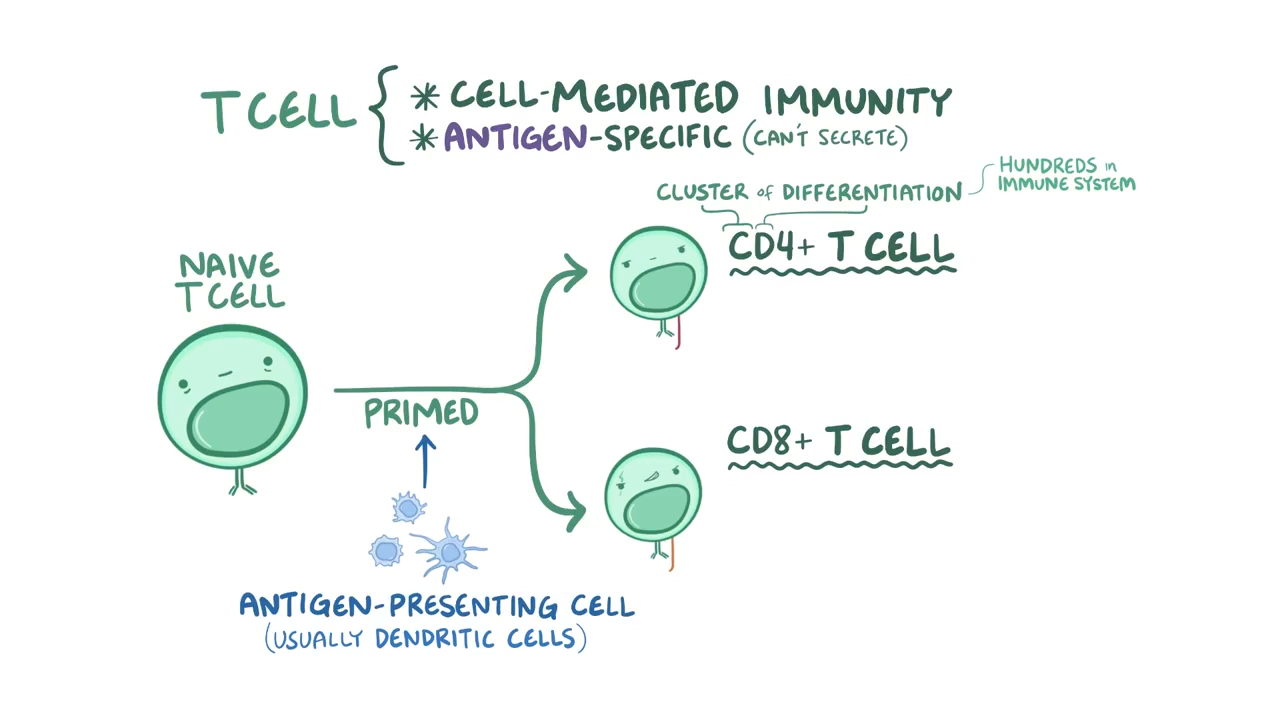 T CELL
* CELL-MEDIATED IMMUNITY
* ANTIGEN-SPECIFIC (CAN'T SECRETE)
HUNDREDS in
IMMUNE SYSTEM
CLUSTER of DIFFERENTIATION
CD4+ T CELL
NAIVE
T CELL
PRIMED
CD8+ T CELL
ANTIGEN-PRESENTING CELL
(USUALLY DENDRITIC CELLS)